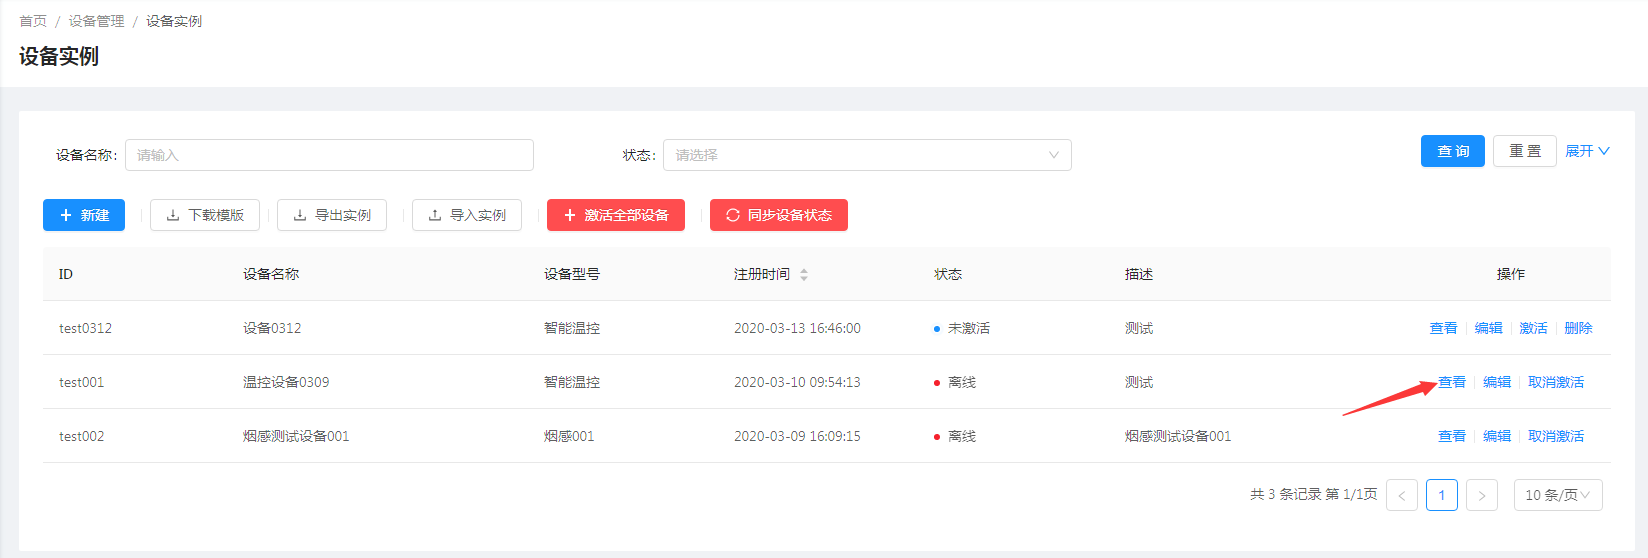 首页 / 设备管理 / 设备实例
设备实例
设备名称: 请输入 状态: 请选择 查 询 重 置 展开
+ 新建 下载模版 导出实例 导入实例 + 激活全部设备 同步设备状态
ID 设备名称 设备型号 注册时间 状态 描述 操作
test0312 设备0312 智能温控 2020-03-13 16:46:00 未激活 测试 查看 编辑 激活 删除
test001 温控设备0309 智能温控 2020-03-10 09:54:13 离线 测试 查看 编辑 取消激活
test002 烟感测试设备001 烟感001 2020-03-09 16:09:15 离线 烟感测试设备001 查看 编辑 取消激活
共 3 条记录 第 1/1页 < 1 > 10 条/页